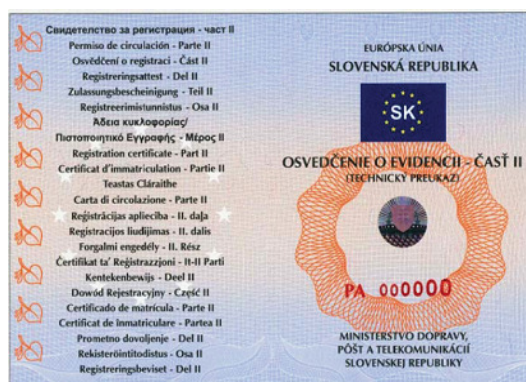 Свидетелство за регистрация - част II
Permiso de circulación - Parte II
Osvědčení o registraci - Část II
Registreringsattest - Del II
Zulassungsbescheinigung - Teil II
Registreerimistunnistus - Osa II
Άδεια κυκλοφορίας/
Πιστοποιητικό Εγγραφής - Μέρος II
Registration certificate - Part II
Certificat d'immatriculation - Partie II
Teastas Cláraithe
Carta di circolazione - Parte II
Reģistrācijas apliecība - II. daļa
Registracijos liudijimas - II. dalis
Forgalmi engedély - II. Rész
Ċertifikat ta' Reġistrazzjoni - It-II Parti
Kentekenbewijs - Deel II
Dowód Rejestracyjny - Część II
Certificado de matrícula - Parte II
Certificat de înmatriculare - Partea II
Prometno dovoljenje - Del II
Rekisteröintitodistus - Osa II
Registreringsbeviset - Del II
EURÓPSKA ÚNIA
SLOVENSKÁ REPUBLIKA
SK
OSVEDČENIE O EVIDENCII - ČASŤ II
(TECHNICKÝ PREUKAZ)
PA 000000
MINISTERSTVO DOPRAVY,
PÔŠT A TELEKOMUNIKÁCIÍ
SLOVENSKEJ REPUBLIKY